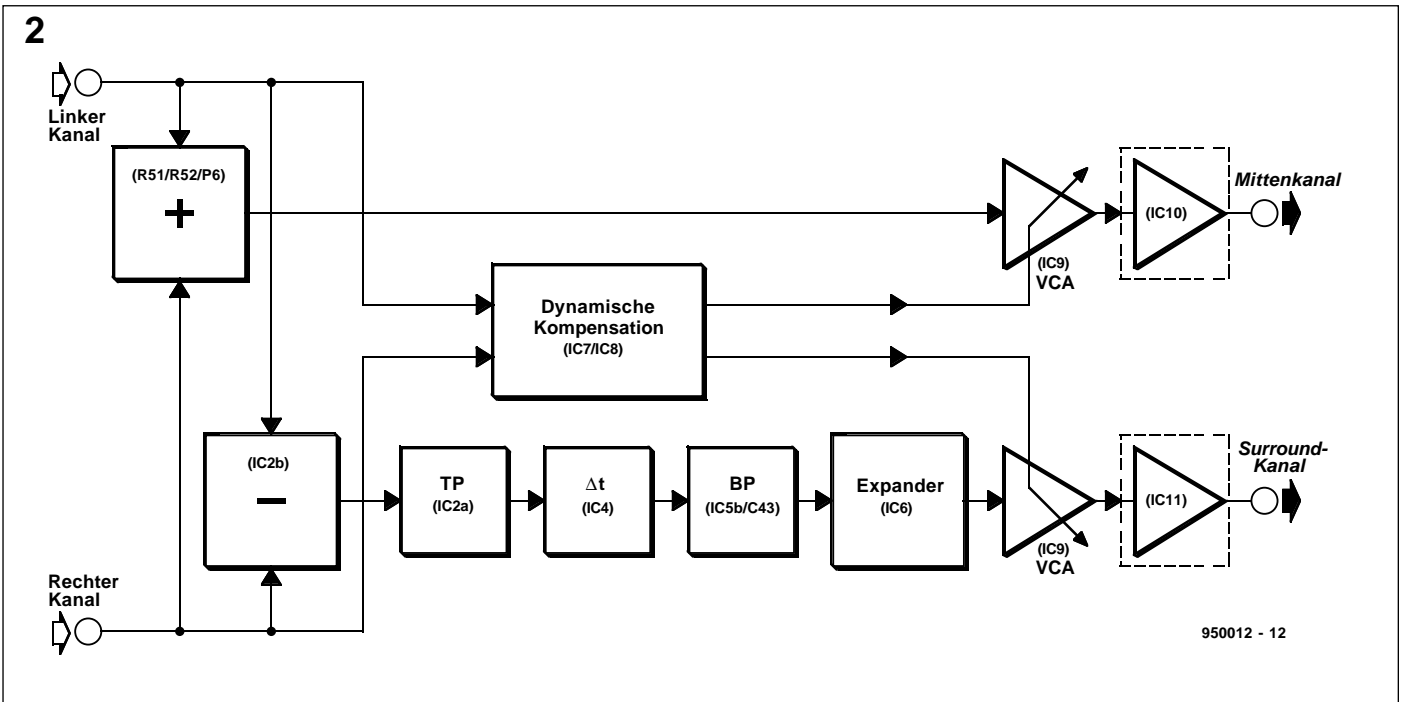 2
Linker
Kanal
(R51/R52/P6)
+
Dynamische
Kompensation
(IC7/IC8)
(IC9)
VCA
(IC10)
Mittenkanal
(IC2b)
–
TP
(IC2a)
Δt
(IC4)
BP
(IC5b/C43)
Expander
(IC6)
(IC9)
VCA
(IC11)
Surround-
Kanal
Rechter
Kanal
950012 - 12